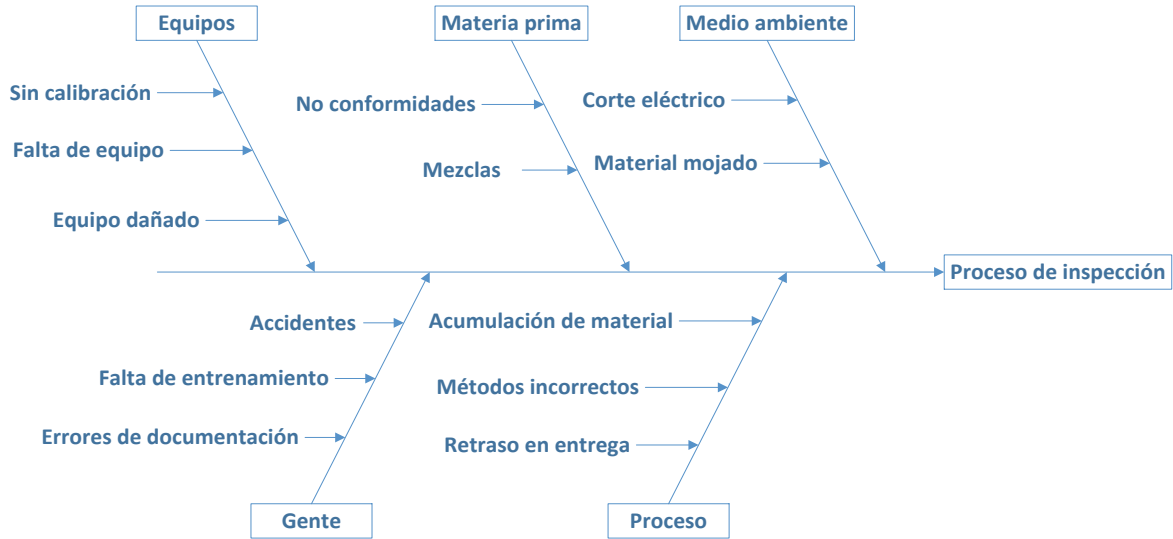 Equipos
Materia prima
Medio ambiente
Sin calibración
No conformidades
Corte eléctrico
Falta de equipo
Mezclas
Material mojado
Equipo dañado
Proceso de inspección
Accidentes
Acumulación de material
Falta de entrenamiento
Métodos incorrectos
Errores de documentación
Retraso en entrega
Gente
Proceso